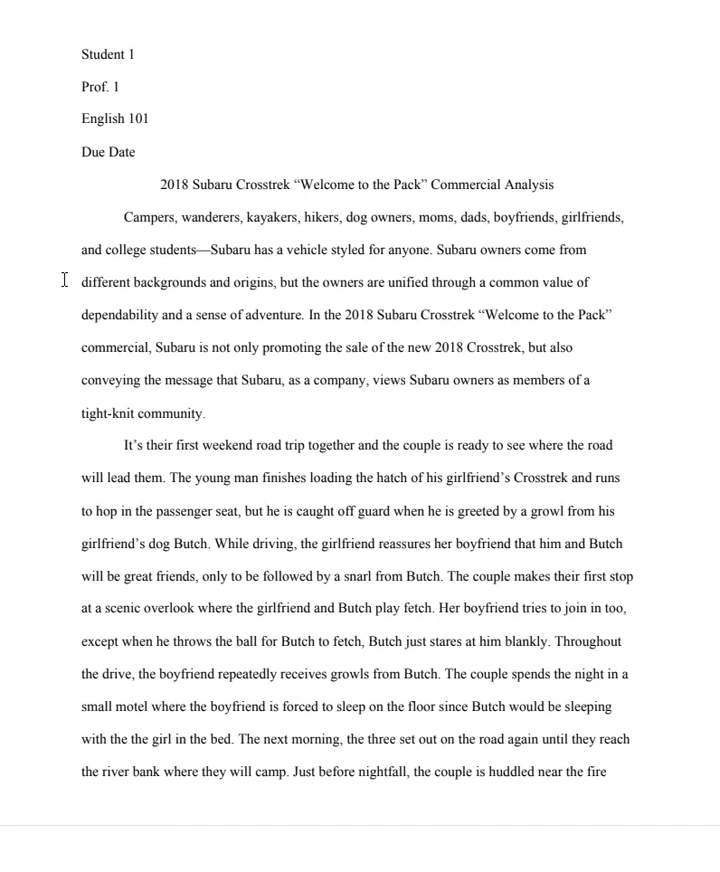 Student 1
Prof. 1
English 101
Due Date
2018 Subaru Crosstrek “Welcome to the Pack” Commercial Analysis
Campers, wanderers, kayakers, hikers, dog owners, moms, dads, boyfriends, girlfriends,
and college students—Subaru has a vehicle styled for anyone. Subaru owners come from
different backgrounds and origins, but the owners are unified through a common value of
dependability and a sense of adventure. In the 2018 Subaru Crosstrek “Welcome to the Pack”
commercial, Subaru is not only promoting the sale of the new 2018 Crosstrek, but also
conveying the message that Subaru, as a company, views Subaru owners as members of a
tight-knit community.
It’s their first weekend road trip together and the couple is ready to see where the road
will lead them. The young man finishes loading the hatch of his girlfriend’s Crosstrek and runs
to hop in the passenger seat, but he is caught off guard when he is greeted by a growl from his
girlfriend’s dog Butch. While driving, the girlfriend reassures her boyfriend that him and Butch
will be great friends, only to be followed by a snarl from Butch. The couple makes their first stop
at a scenic overlook where the girlfriend and Butch play fetch. Her boyfriend tries to join in too,
except when he throws the ball for Butch to fetch, Butch just stares at him blankly. Throughout
the drive, the boyfriend repeatedly receives growls from Butch. The couple spends the night in a
small motel where the boyfriend is forced to sleep on the floor since Butch would be sleeping
with the the girl in the bed. The next morning, the three set out on the road again until they reach
the river bank where they will camp. Just before nightfall, the couple is huddled near the fire